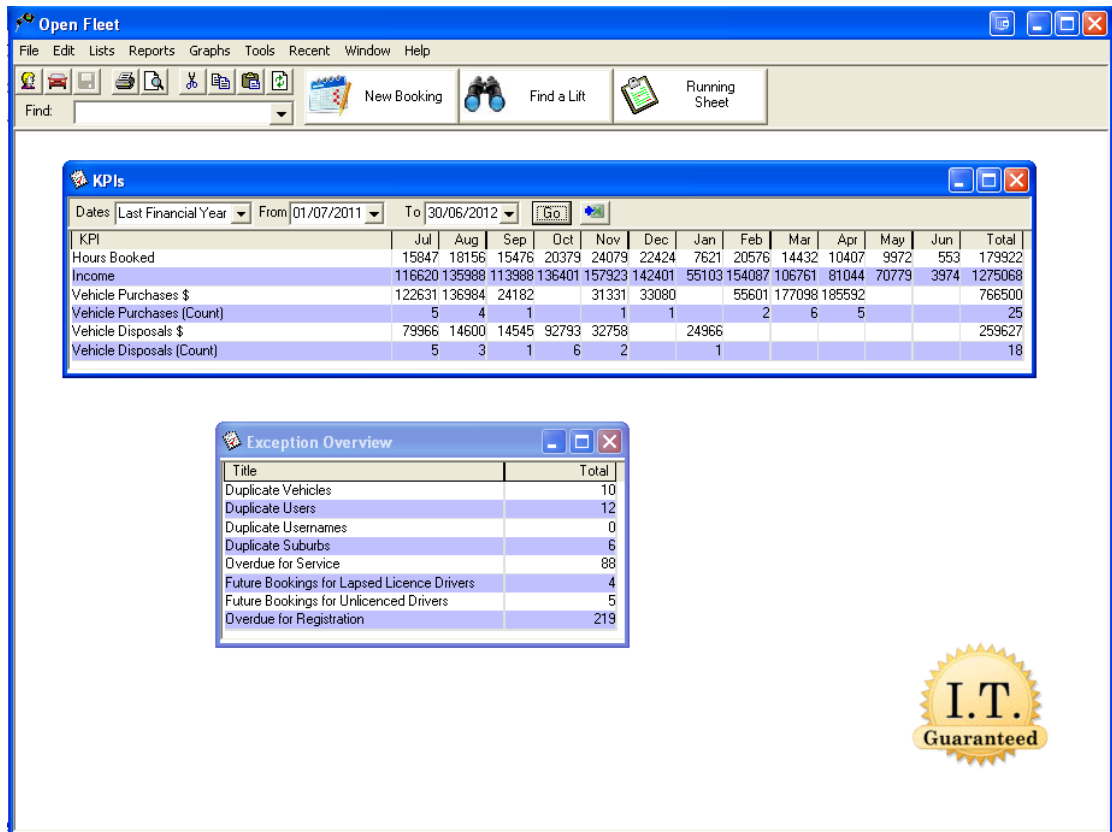 Open Fleet
File Edit Lists Reports Graphs Tools Recent Window Help
New Booking Find a Lift Running Sheet
Find:
KPIs
Dates Last Financial Year From 01/07/2011 To 30/06/2012 Go
KPI Jul Aug Sep Oct Nov Dec Jan Feb Mar Apr May Jun Total
Hours Booked 15847 18156 15476 20379 24079 22424 7621 20576 14432 10407 9972 553 179922
Income 116620 135988 113988 136401 157923 142401 55103 154087 106761 81044 70779 3974 1275068
Vehicle Purchases $ 122631 136984 24182 31331 33080 55601 177098 185592 766500
Vehicle Purchases (Count) 5 4 1 1 1 2 6 5 25
Vehicle Disposals $ 79966 14600 14545 92793 32758 24966 259627
Vehicle Disposals (Count) 5 3 1 6 2 1 18
Exception Overview
Title Total
Duplicate Vehicles 10
Duplicate Users 12
Duplicate Usernames 0
Duplicate Suburbs 6
Overdue for Service 88
Future Bookings for Lapsed Licence Drivers 4
Future Bookings for Unlicenced Drivers 5
Overdue for Registration 219
I.T.
Guaranteed